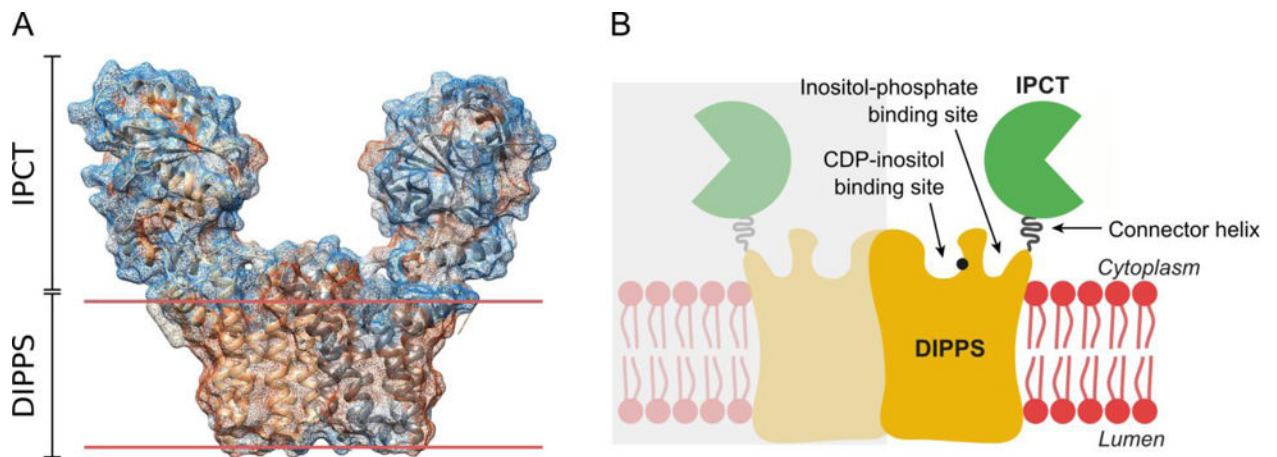 A
IPCT
DIPPS
B
Inositol-phosphate
binding site
IPCT
CDP-inositol
binding site
Connector helix
Cytoplasm
DIPPS
Lumen